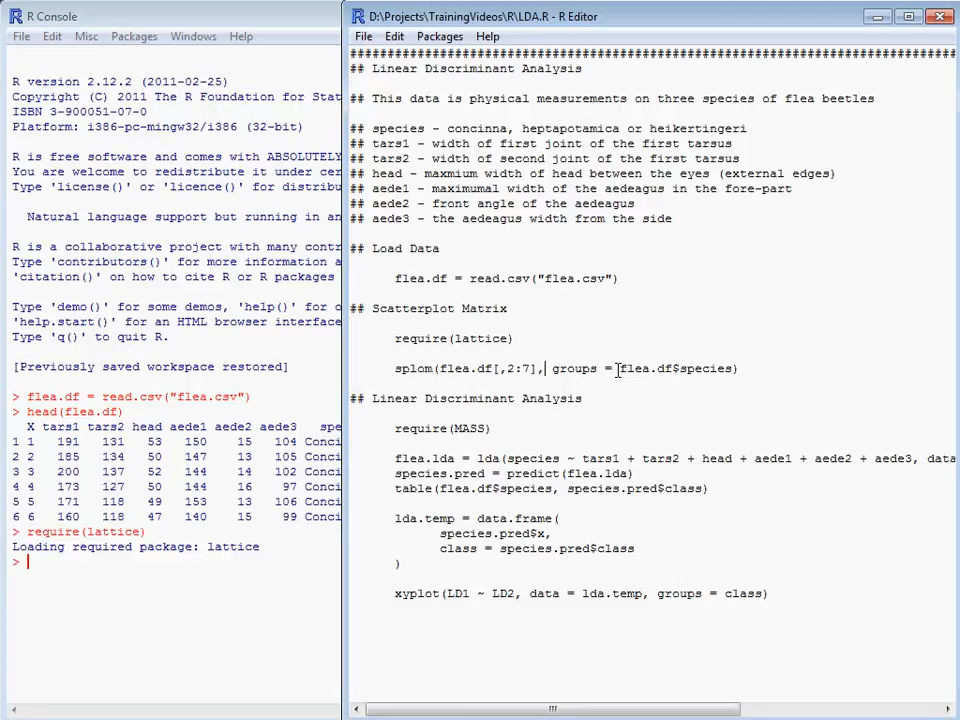 R Console
File Edit Misc Packages Windows Help
R version 2.12.2 (2011-02-25)
Copyright (C) 2011 The R Foundation for Stat
ISBN 3-900051-07-0
Platform: i386-pc-mingw32/i386 (32-bit)
R is free software and comes with ABSOLUTELY
You are welcome to redistribute it under cer
Type 'license()' or 'licence()' for distribu
Natural language support but running in an
R is a collaborative project with many contr
Type 'contributors()' for more information a
'citation()' on how to cite R or R packages
Type 'demo()' for some demos, 'help()' for o
'help.start()' for an HTML browser interface
Type 'q()' to quit R.
[Previously saved workspace restored]
> flea.df = read.csv("flea.csv")
> head(flea.df)
X tars1 tars2 head aede1 aede2 aede3 spe
1 1 191 131 53 150 15 104 Conci
2 2 185 134 50 147 13 105 Conci
3 3 200 137 52 144 14 102 Conci
4 4 173 127 50 144 16 97 Conci
5 5 171 118 49 153 13 106 Conci
6 6 160 118 47 140 15 99 Conci
> require(lattice)
Loading required package: lattice
>
D:\Projects\TrainingVideos\R\LDA.R - R Editor
File Edit Packages Help
################################################################################
## Linear Discriminant Analysis
## This data is physical measurements on three species of flea beetles
## species - concinna, heptapotamica or heikertingeri
## tars1 - width of first joint of the first tarsus
## tars2 - width of second joint of the first tarsus
## head - maxmium width of head between the eyes (external edges)
## aede1 - maximumal width of the aedeagus in the fore-part
## aede2 - front angle of the aedeagus
## aede3 - the aedeagus width from the side
## Load Data
flea.df = read.csv("flea.csv")
## Scatterplot Matrix
require(lattice)
splom(flea.df[,2:7], groups = flea.df$species)
## Linear Discriminant Analysis
require(MASS)
flea.lda = lda(species ~ tars1 + tars2 + head + aede1 + aede2 + aede3, data
species.pred = predict(flea.lda)
table(flea.df$species, species.pred$class)
lda.temp = data.frame(
species.pred$x,
class = species.pred$class
)
xyplot(LD1 ~ LD2, data = lda.temp, groups = class)